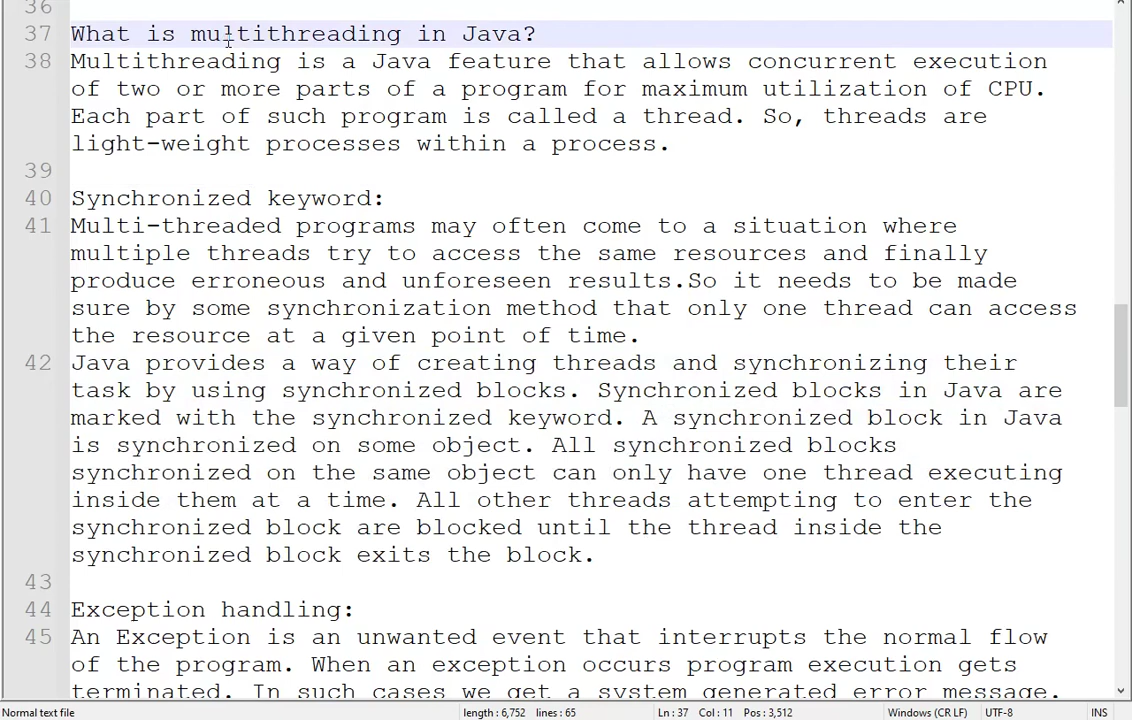 36
37 What is multithreading in Java?
38 Multithreading is a Java feature that allows concurrent execution
of two or more parts of a program for maximum utilization of CPU.
Each part of such program is called a thread. So, threads are
light-weight processes within a process.
39
40 Synchronized keyword:
41 Multi-threaded programs may often come to a situation where
multiple threads try to access the same resources and finally
produce erroneous and unforeseen results.So it needs to be made
sure by some synchronization method that only one thread can access
the resource at a given point of time.
42 Java provides a way of creating threads and synchronizing their
task by using synchronized blocks. Synchronized blocks in Java are
marked with the synchronized keyword. A synchronized block in Java
is synchronized on some object. All synchronized blocks
synchronized on the same object can only have one thread executing
inside them at a time. All other threads attempting to enter the
synchronized block are blocked until the thread inside the
synchronized block exits the block.
43
44 Exception handling:
45 An Exception is an unwanted event that interrupts the normal flow
of the program. When an exception occurs program execution gets
terminated. In such cases we get a system generated error message.
Normal text file length : 6,752 lines : 65 Ln : 37 Col : 11 Pos : 3,512 Windows (CR LF) UTF-8 INS